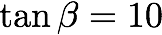 tan β = 10